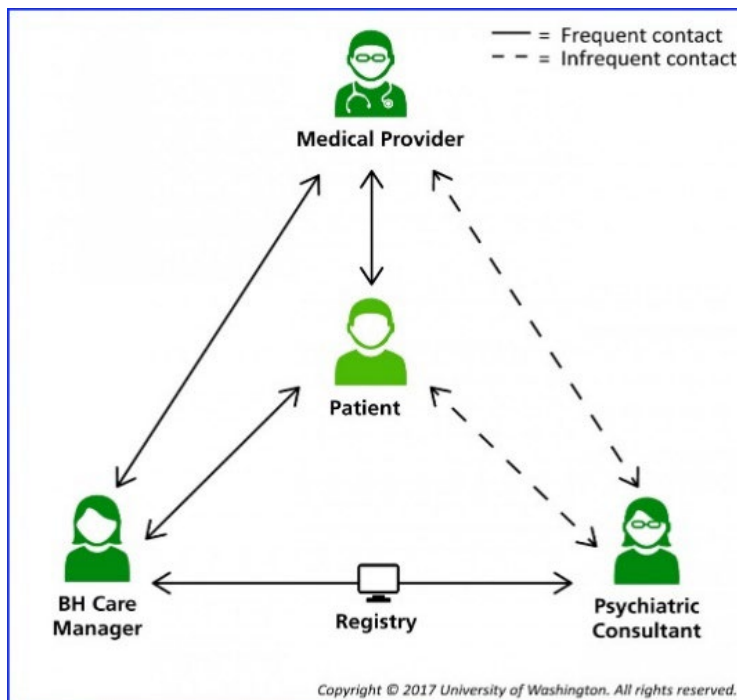 = Frequent contact
= Infrequent contact
Medical Provider
Patient
BH Care
Manager
Registry
Psychiatric
Consultant
Copyright © 2017 University of Washington. All rights reserved.